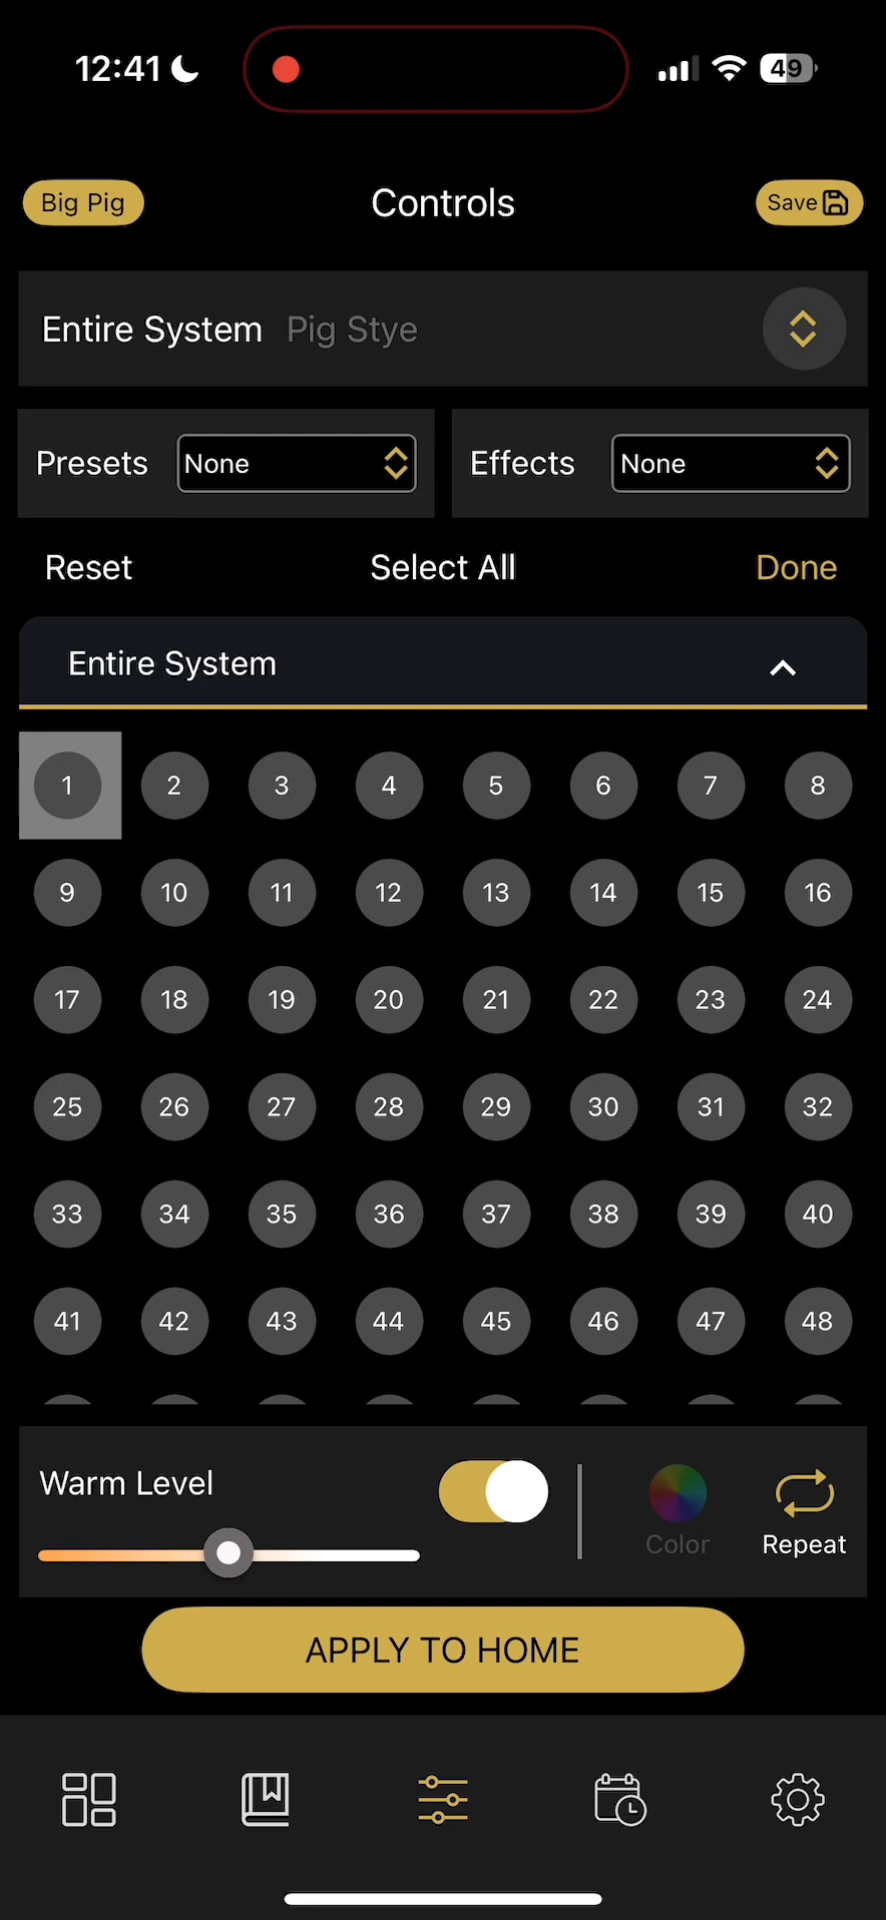 12:41
49
Big Pig
Controls
Save
Entire System Pig Stye
Presets None
Effects None
Reset
Select All
Done
Entire System
1 2 3 4 5 6 7 8
9 10 11 12 13 14 15 16
17 18 19 20 21 22 23 24
25 26 27 28 29 30 31 32
33 34 35 36 37 38 39 40
41 42 43 44 45 46 47 48
Warm Level
Color
Repeat
APPLY TO HOME